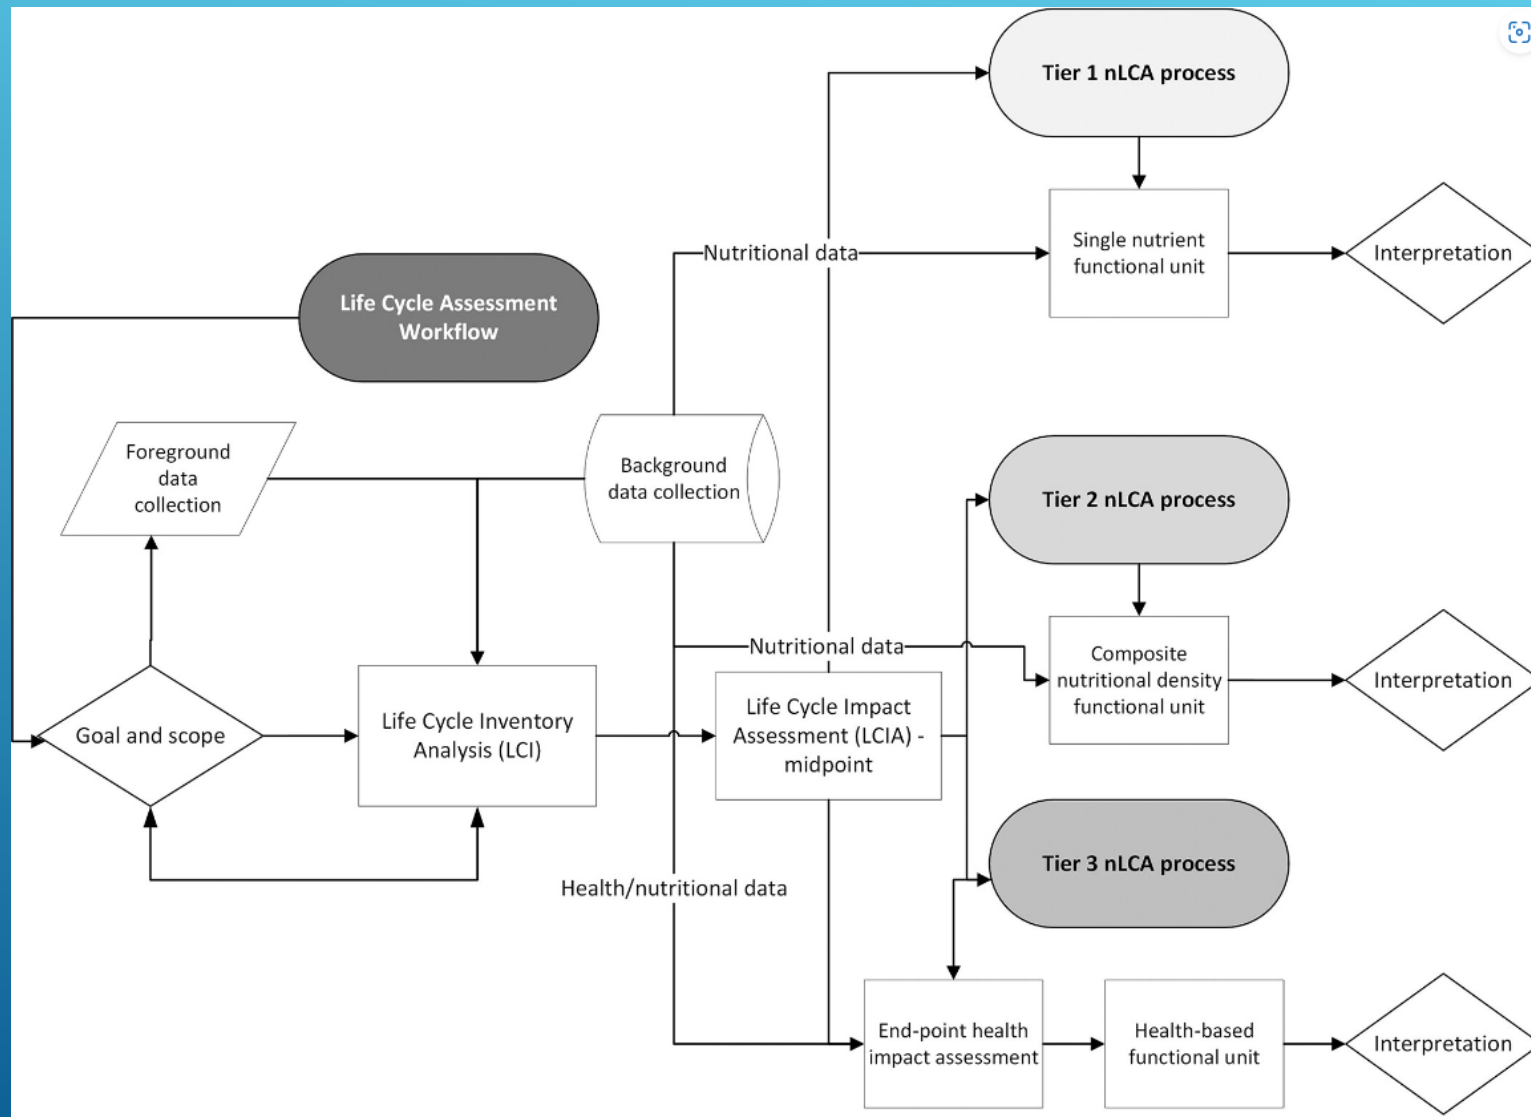 Tier 1 nLCA process
Single nutrient
functional unit
Interpretation
Nutritional data
Life Cycle Assessment
Workflow
Foreground
data
collection
Background
data collection
Tier 2 nLCA process
Nutritional data
Composite
nutritional density
functional unit
Interpretation
Goal and scope
Life Cycle Inventory
Analysis (LCI)
Life Cycle Impact
Assessment (LCIA) -
midpoint
Tier 3 nLCA process
Health/nutritional data
End-point health
impact assessment
Health-based
functional unit
Interpretation